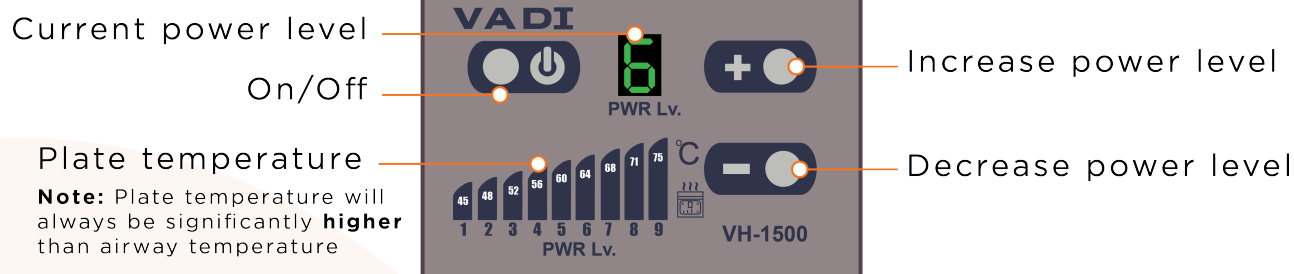 Current power level
On/Off
Plate temperature
Note: Plate temperature will
always be significantly higher
than airway temperature
VADI
6
PWR Lv.
+
-
45 48 52 56 60 64 68 71 75 °C
1 2 3 4 5 6 7 8 9
PWR Lv.
VH-1500
Increase power level
Decrease power level